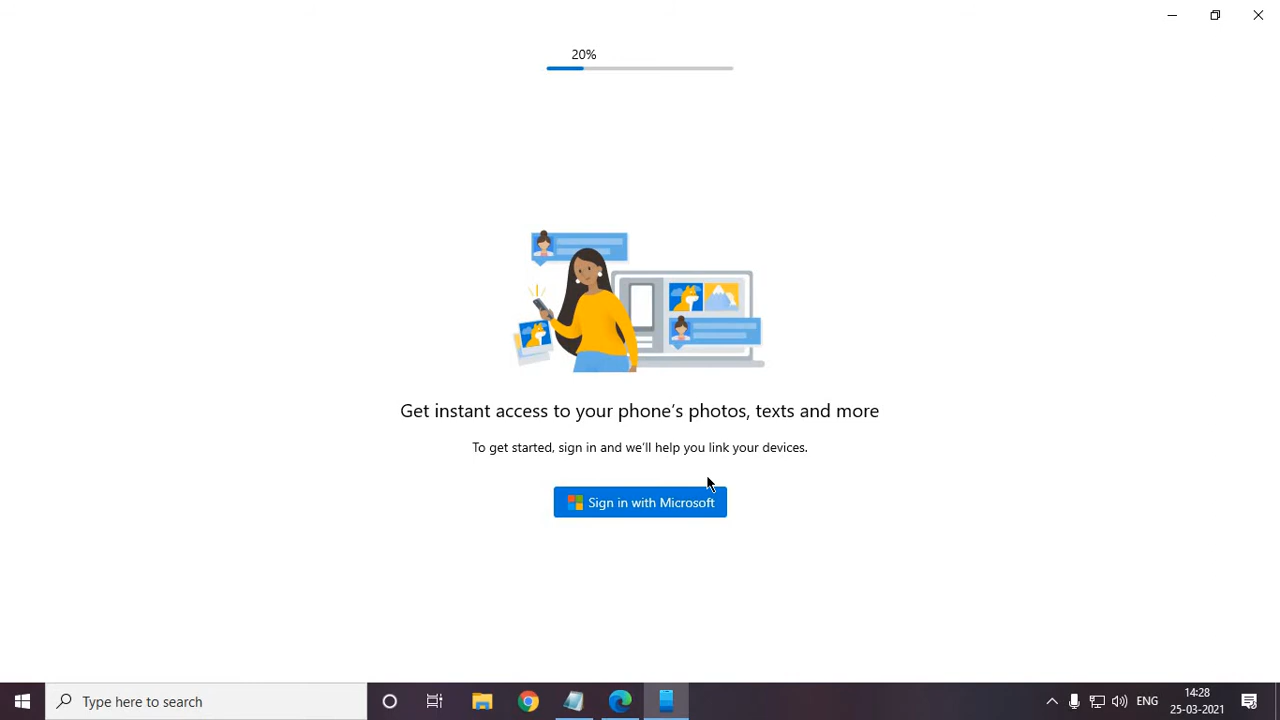 20%
Get instant access to your phone’s photos, texts and more
To get started, sign in and we’ll help you link your devices.
Sign in with Microsoft
Type here to search
ENG
14:28
25-03-2021